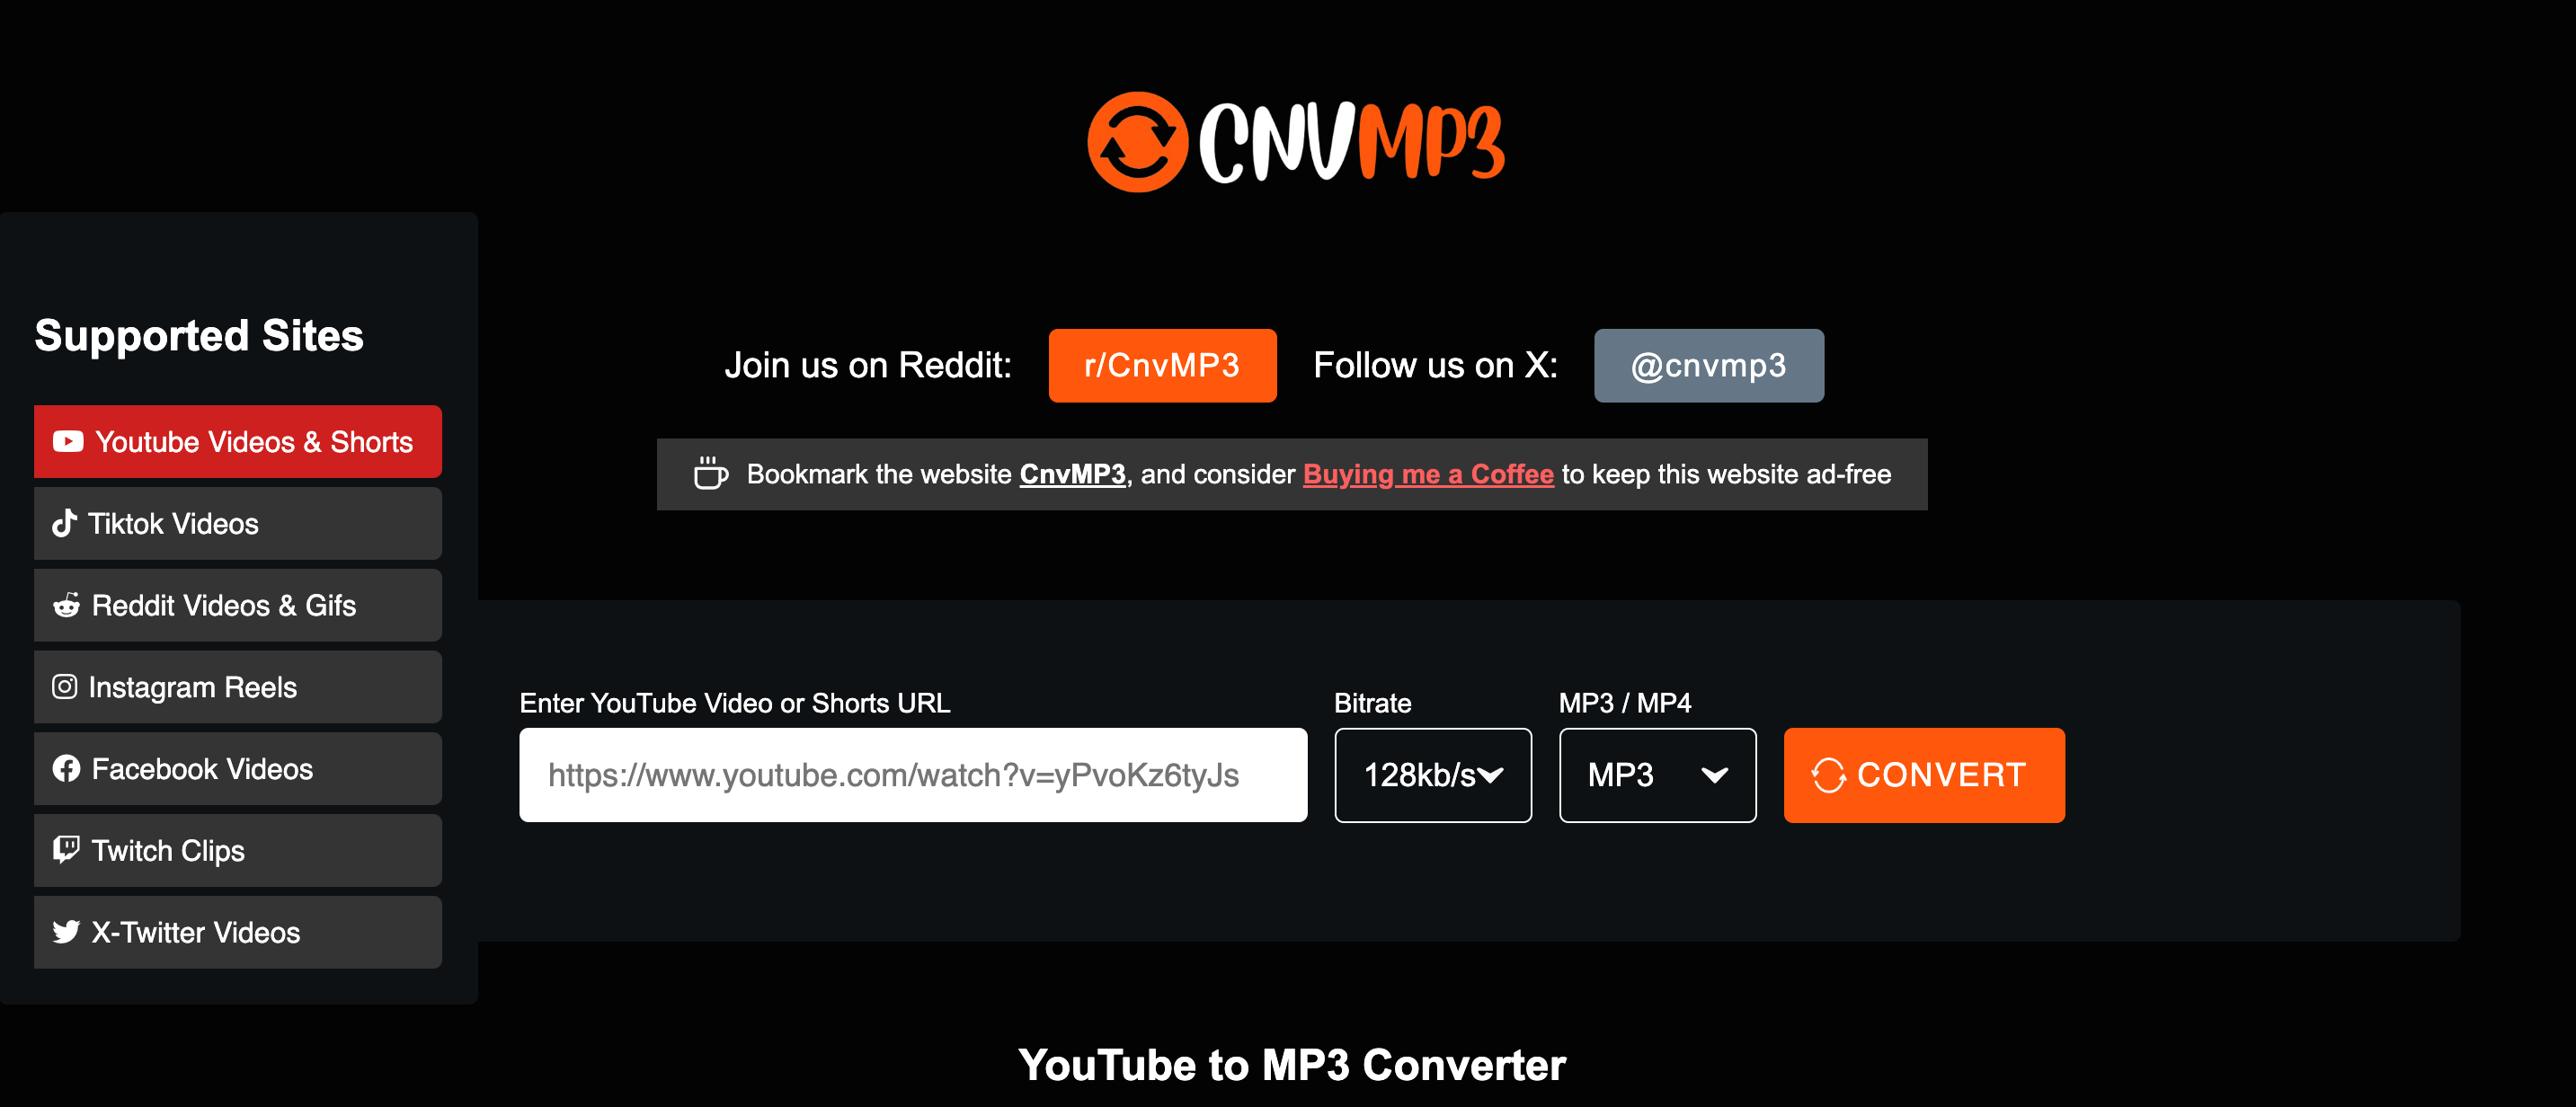 CNVMP3
Supported Sites
Youtube Videos & Shorts
Tiktok Videos
Reddit Videos & Gifs
Instagram Reels
Facebook Videos
Twitch Clips
X-Twitter Videos
Join us on Reddit: r/CnvMP3 Follow us on X: @cnvmp3
Bookmark the website CnvMP3, and consider Buying me a Coffee to keep this website ad-free
Enter YouTube Video or Shorts URL Bitrate MP3 / MP4
https://www.youtube.com/watch?v=yPvoKz6tyJs 128kb/s MP3 CONVERT
YouTube to MP3 Converter